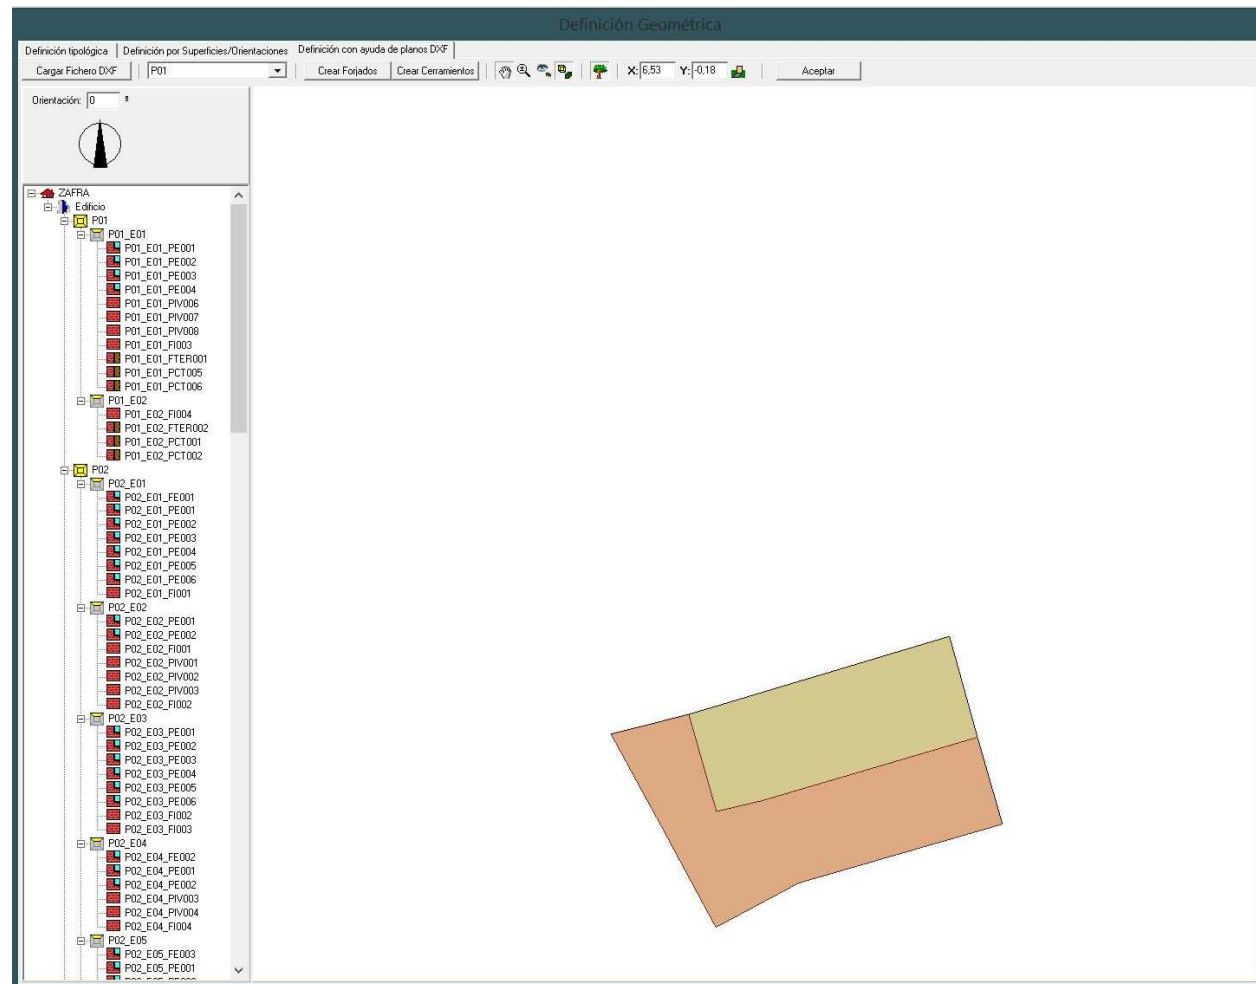 Definición Geométrica
Definición tipológica Definición por Superficies/Orientaciones Definición con ayuda de planos DXF
Cargar Fichero DXF P01 Crear Forjados Crear Cerramientos X: 6,53 Y: -0,18 Aceptar
Orientación: 0 º
ZAFRA
Edificio
P01
P01_E01
P01_E01_PE001
P01_E01_PE002
P01_E01_PE003
P01_E01_PE004
P01_E01_PIV006
P01_E01_PIV007
P01_E01_PIV008
P01_E01_FI003
P01_E01_FTER001
P01_E01_PCT005
P01_E01_PCT006
P01_E02
P01_E02_FI004
P01_E02_FTER002
P01_E02_PCT001
P01_E02_PCT002
P02
P02_E01
P02_E01_FE001
P02_E01_PE001
P02_E01_PE002
P02_E01_PE003
P02_E01_PE004
P02_E01_PE005
P02_E01_PE006
P02_E01_FI001
P02_E02
P02_E02_PE001
P02_E02_PE002
P02_E02_FI001
P02_E02_PIV001
P02_E02_PIV002
P02_E02_PIV003
P02_E02_FI002
P02_E03
P02_E03_PE001
P02_E03_PE002
P02_E03_PE003
P02_E03_PE004
P02_E03_PE005
P02_E03_PE006
P02_E03_FI002
P02_E03_FI003
P02_E04
P02_E04_FE002
P02_E04_PE001
P02_E04_PE002
P02_E04_PIV003
P02_E04_PIV004
P02_E04_FI004
P02_E05
P02_E05_FE003
P02_E05_PE001